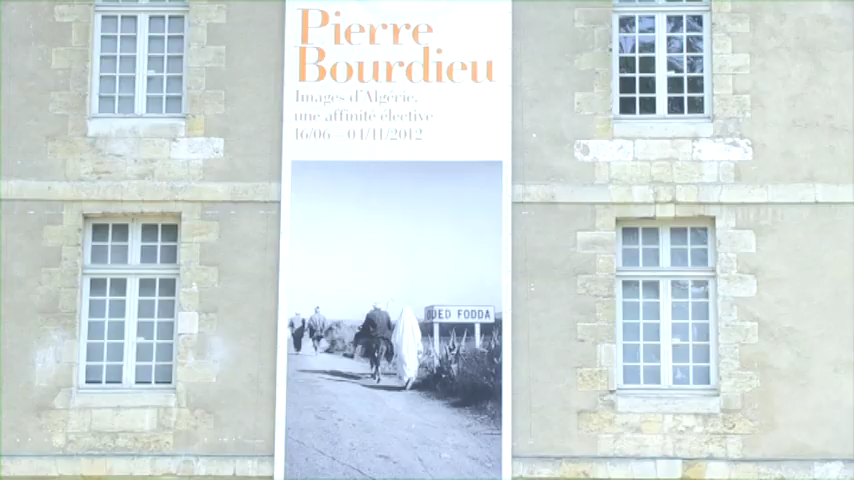 Pierre
Bourdieu
Images d'Algérie,
une affinité élective
16/06 – 04/11/2012
OUED FODDA